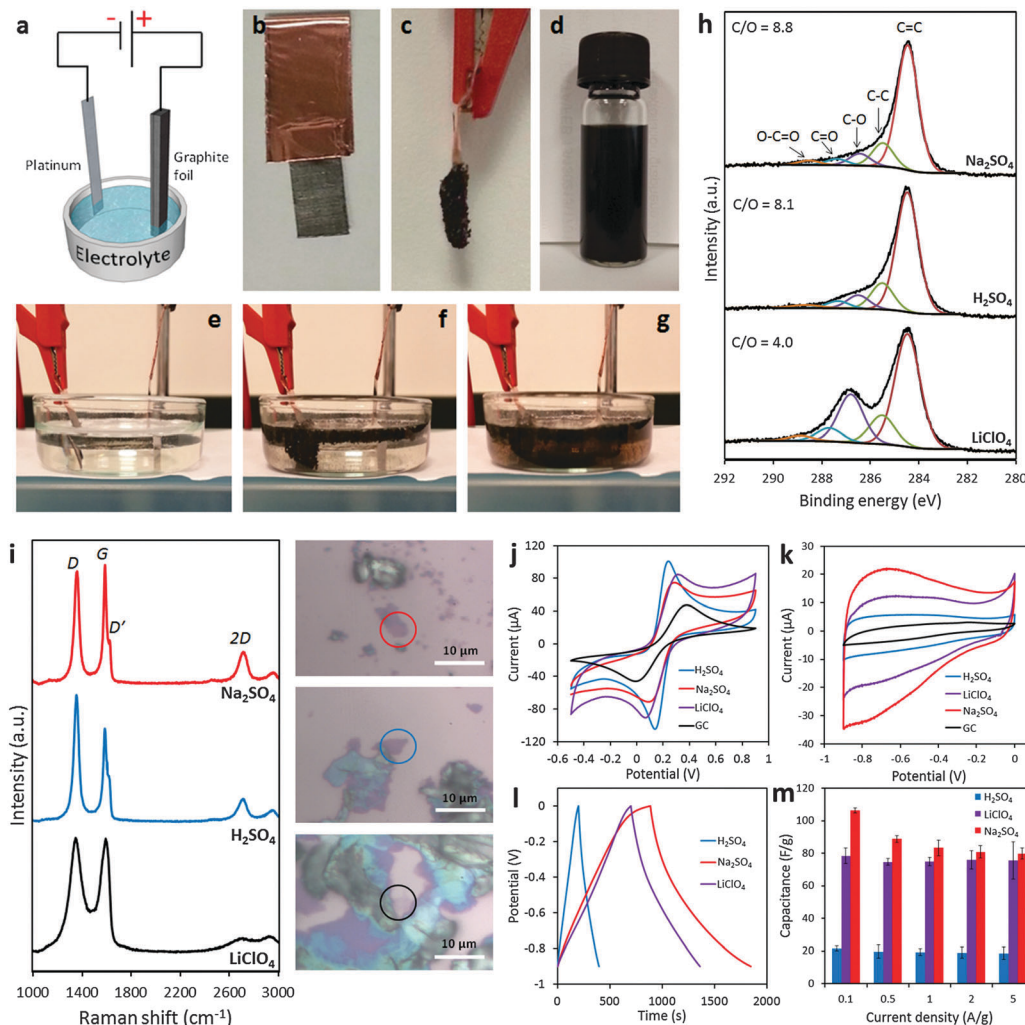 a
- +
Platinum
Graphite
foil
Electrolyte
b
c
d
e
f
g
h
C/O = 8.8
C=C
C-C
C-O
C=O
O-C=O
Na₂SO₄
C/O = 8.1
H₂SO₄
C/O = 4.0
LiClO₄
Intensity (a.u.)
292 290 288 286 284 282 280
Binding energy (eV)
i
D
G
D'
2D
Na₂SO₄
H₂SO₄
LiClO₄
Intensity (a.u.)
1000 1400 1800 2200 2600 3000
Raman shift (cm⁻¹)
10 µm
10 µm
10 µm
j
120
80
40
0
-40
-80
-120
Current (µA)
H₂SO₄
Na₂SO₄
LiClO₄
GC
-0.6 -0.4 -0.2 0 0.2 0.4 0.6 0.8 1
Potential (V)
k
40
30
20
10
0
-10
-20
-30
-40
Current (µA)
H₂SO₄
LiClO₄
Na₂SO₄
GC
-1 -0.8 -0.6 -0.4 -0.2 0
Potential (V)
l
0.2
0
-0.2
-0.4
-0.6
-0.8
-1
Potential (V)
H₂SO₄
Na₂SO₄
LiClO₄
0 500 1000 1500 2000
Time (s)
m
120
100
80
60
40
20
0
Capacitance (F/g)
H₂SO₄
LiClO₄
Na₂SO₄
0.1 0.5 1 2 5
Current density (A/g)